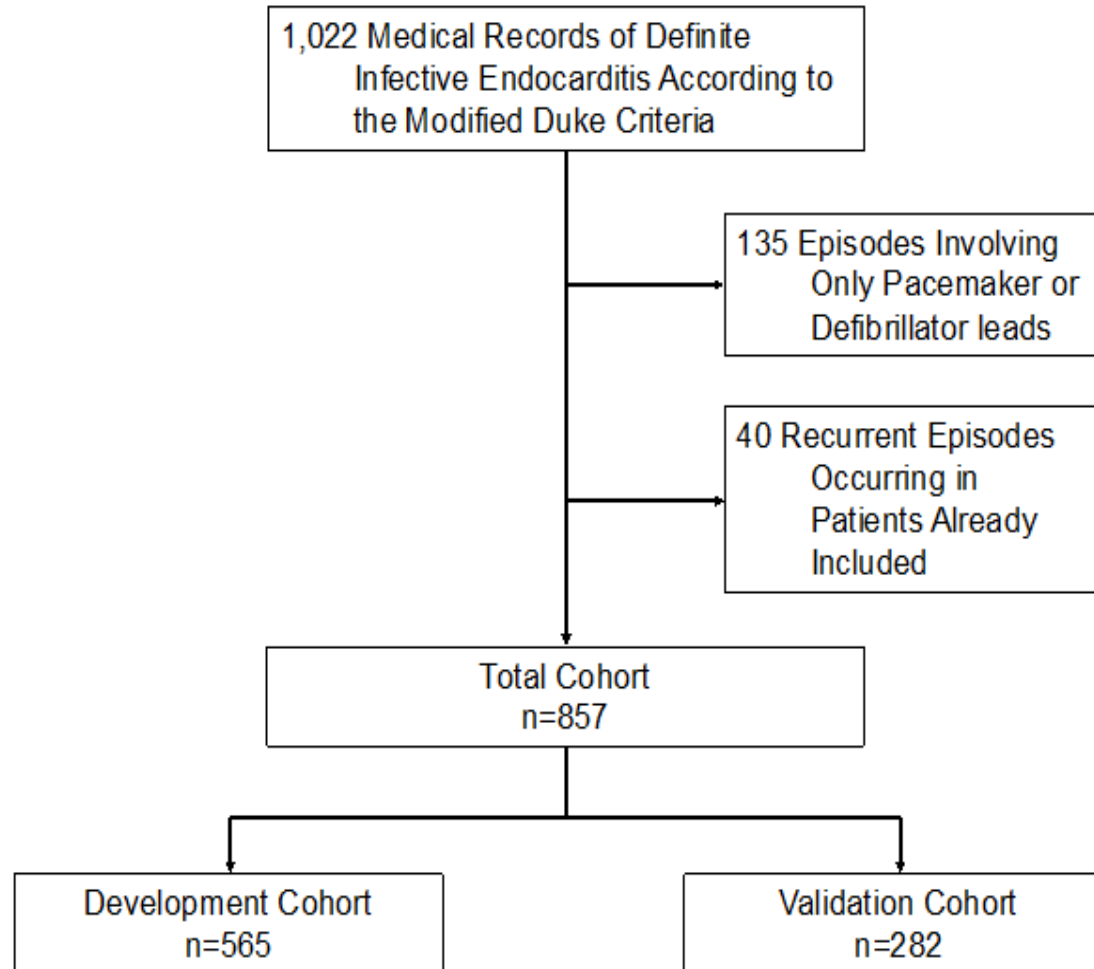 1,022 Medical Records of Definite
Infective Endocarditis According to
the Modified Duke Criteria
135 Episodes Involving
Only Pacemaker or
Defibrillator leads
40 Recurrent Episodes
Occurring in
Patients Already
Included
Total Cohort
n=857
Development Cohort
n=565
Validation Cohort
n=282